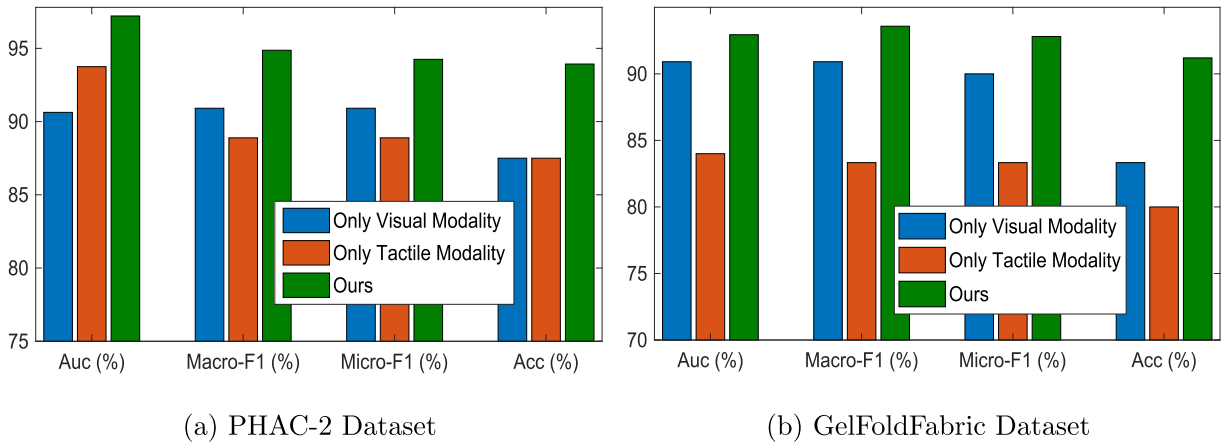 95
90
85
80
75
Auc (%) Macro-F1 (%) Micro-F1 (%) Acc (%)
Only Visual Modality
Only Tactile Modality
Ours
(a) PHAC-2 Dataset
90
85
80
75
70
Auc (%) Macro-F1 (%) Micro-F1 (%) Acc (%)
Only Visual Modality
Only Tactile Modality
Ours
(b) GelFoldFabric Dataset